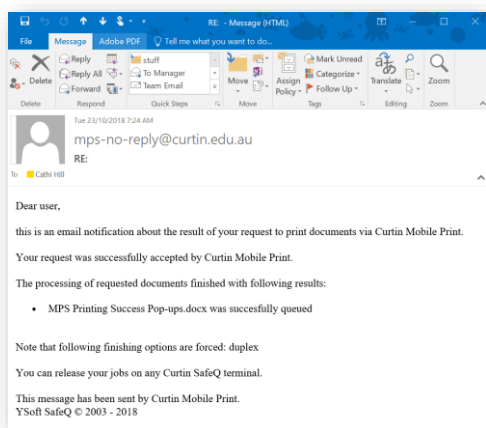 RE: - Message (HTML)
File Message Adobe PDF Tell me what you want to do...
Delete
Reply
Reply All
Forward
stuff
To Manager
Team Email
Move
Assign Policy
Mark Unread
Categorize
Follow Up
Translate
Zoom
Delete Respond Quick Steps Move Tags Editing Zoom
Tue 23/10/2018 7:24 AM
mps-no-reply@curtin.edu.au
RE:
To Cathi Hill
Dear user,
this is an email notification about the result of your request to print documents via Curtin Mobile Print.
Your request was successfully accepted by Curtin Mobile Print.
The processing of requested documents finished with following results:
• MPS Printing Success Pop-ups.docx was succesfully queued
Note that following finishing options are forced: duplex
You can release your jobs on any Curtin SafeQ terminal.
This message has been sent by Curtin Mobile Print.
YSoft SafeQ © 2003 - 2018